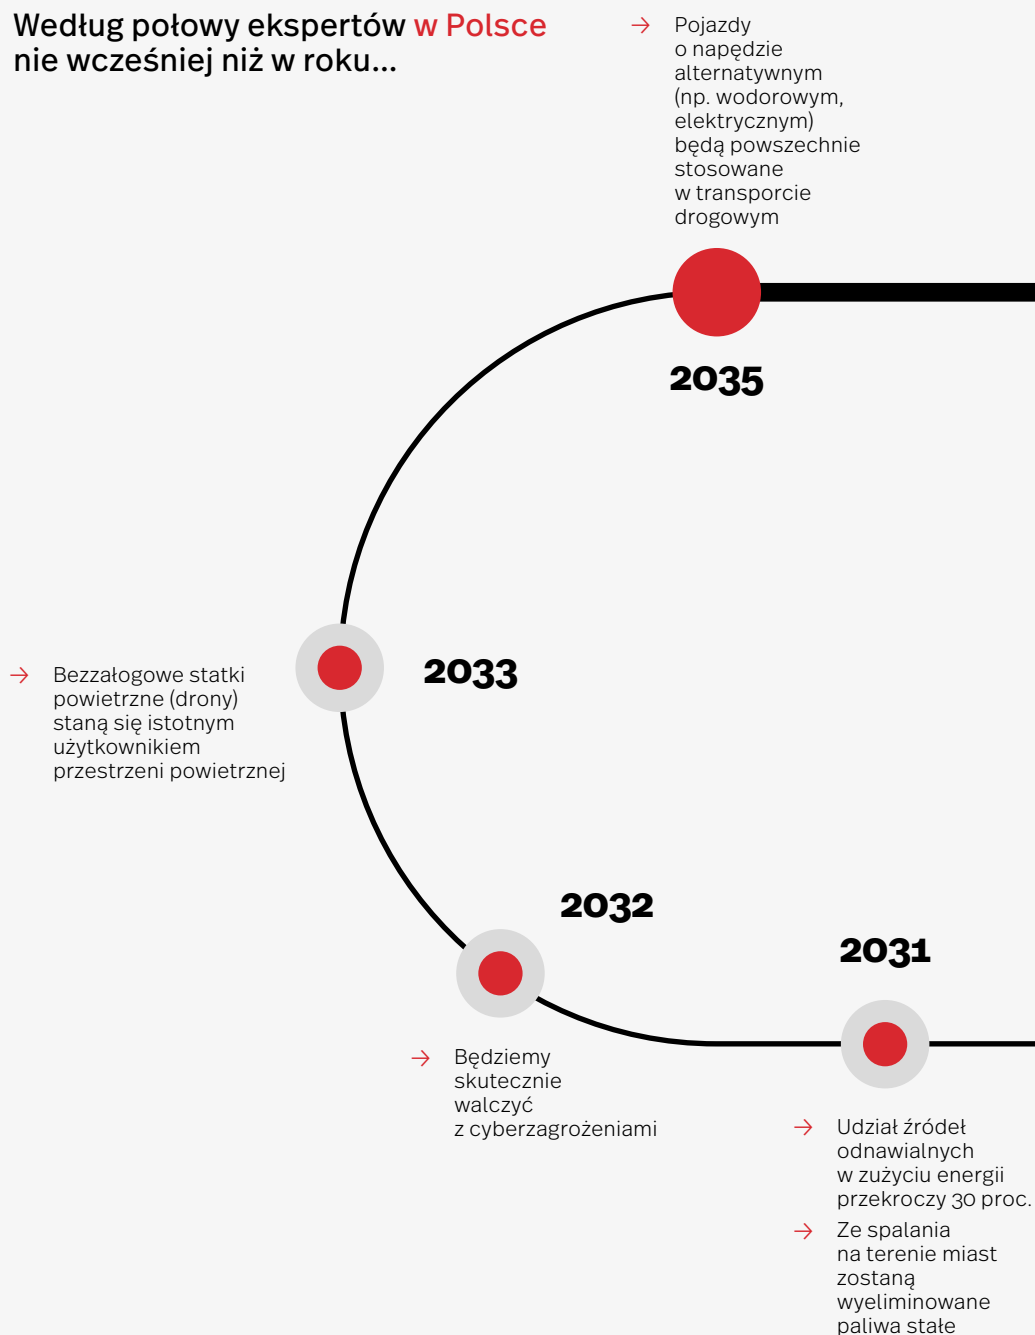 Według połowy ekspertów w Polsce
nie wcześniej niż w roku...
→ Pojazdy
o napędzie
alternatywnym
(np. wodorowym,
elektrycznym)
będą powszechnie
stosowane
w transporcie
drogowym
2035
→ Bezzałogowe statki
powietrzne (drony)
staną się istotnym
użytkownikiem
przestrzeni powietrznej
2033
2032
→ Będziemy
skutecznie
walczyć
z cyberzagrożeniami
2031
→ Udział źródeł
odnawialnych
w zużyciu energii
przekroczy 30 proc.
→ Ze spalania
na terenie miast
zostaną
wyeliminowane
paliwa stałe